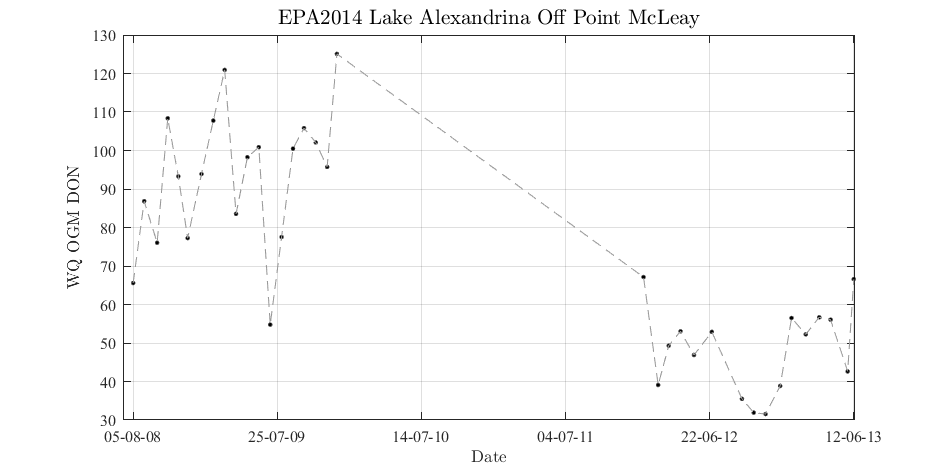 EPA2014 Lake Alexandrina Off Point McLeay
130
120
110
100
90
80
70
60
50
40
30
WQ OGM DON
05-08-08 25-07-09 14-07-10 04-07-11 22-06-12 12-06-13
Date